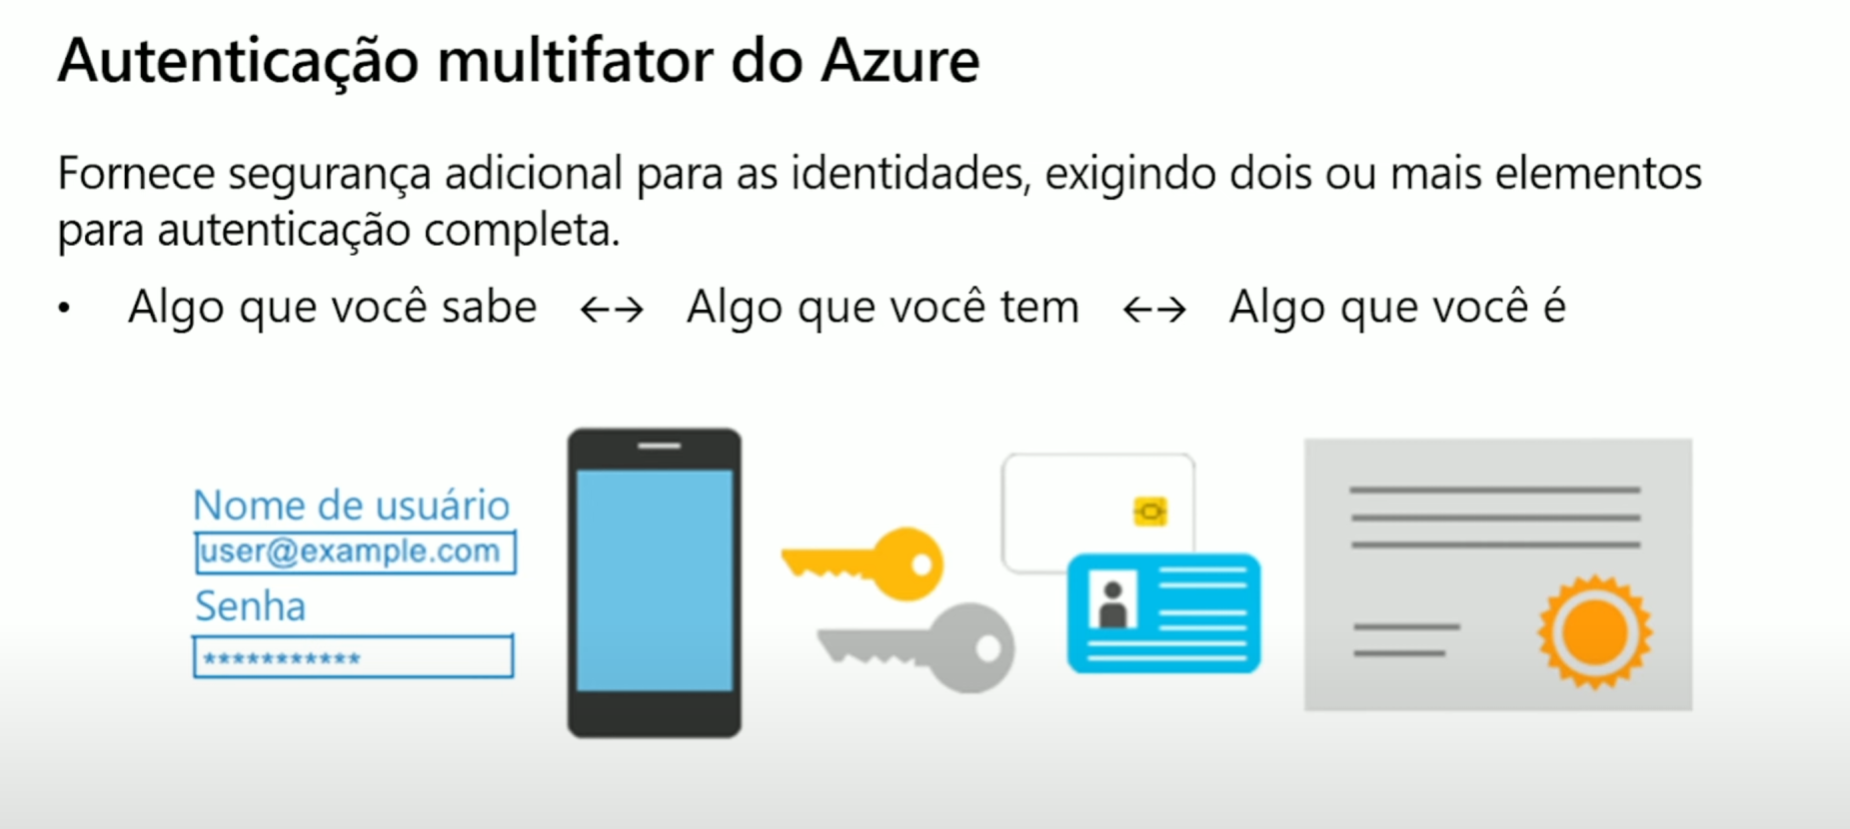 Autenticação multifator do Azure
Fornece segurança adicional para as identidades, exigindo dois ou mais elementos
para autenticação completa.
• Algo que você sabe ←→ Algo que você tem ←→ Algo que você é
Nome de usuário
user@example.com
Senha
***********